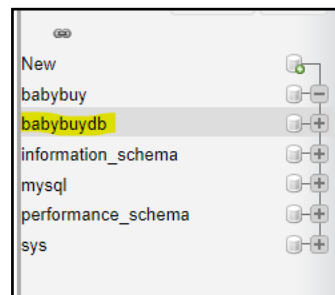 New
babybuy
babybuydb
information_schema
mysql
performance_schema
sys